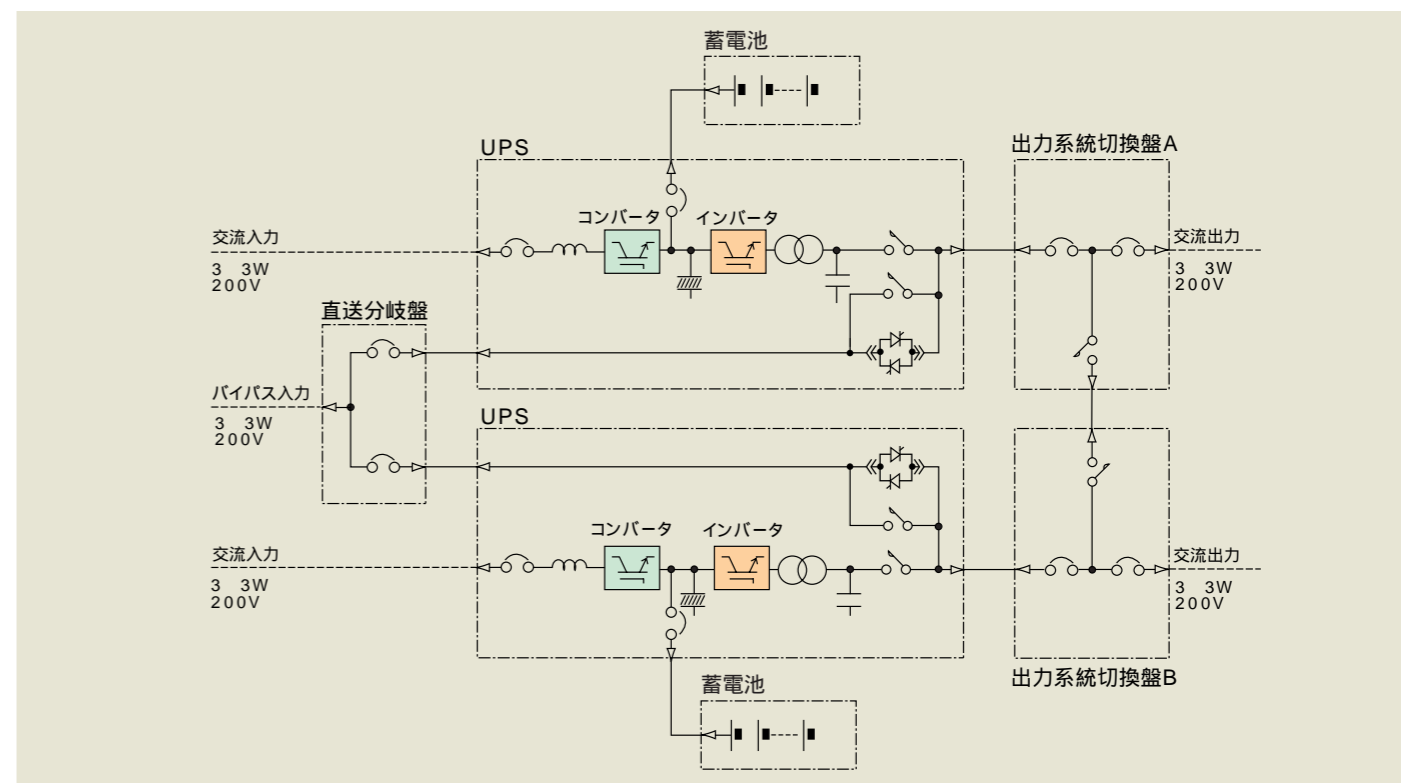 蓄電池
UPS
出力系統切換盤A
コンバータ インバータ
交流入力
3 3W
200V
交流出力
3 3W
200V
直送分岐盤
バイパス入力
3 3W
200V
UPS
コンバータ インバータ
交流入力
3 3W
200V
交流出力
3 3W
200V
蓄電池
出力系統切換盤B